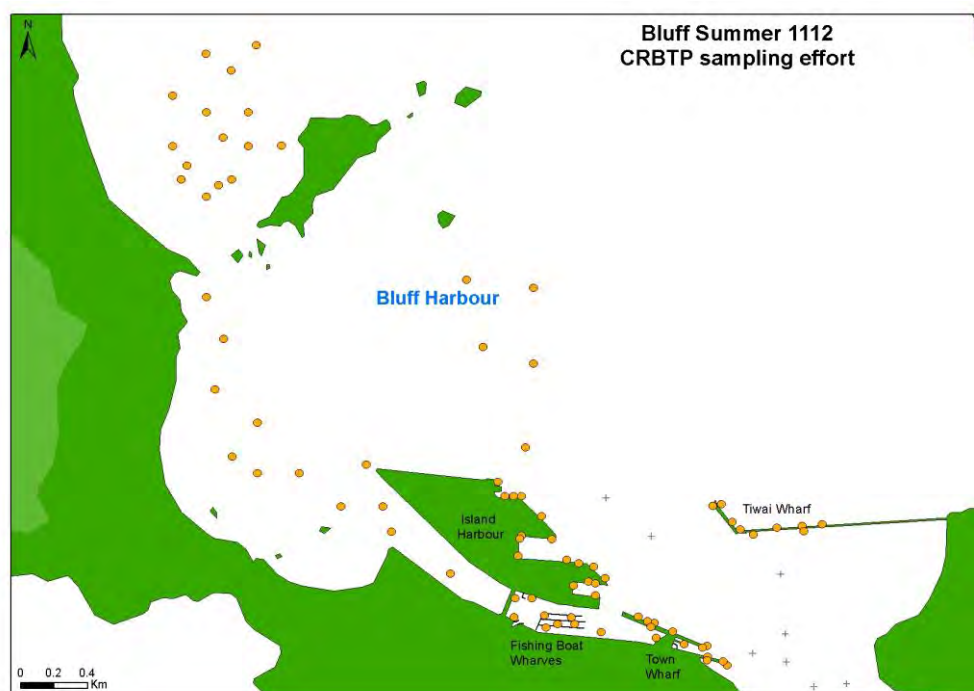 N
Bluff Summer 1112
CRBTP sampling effort
Bluff Harbour
Island
Harbour
Tiwai Wharf
Fishing Boat
Wharves
Town
Wharf
0 0.2 0.4
Km